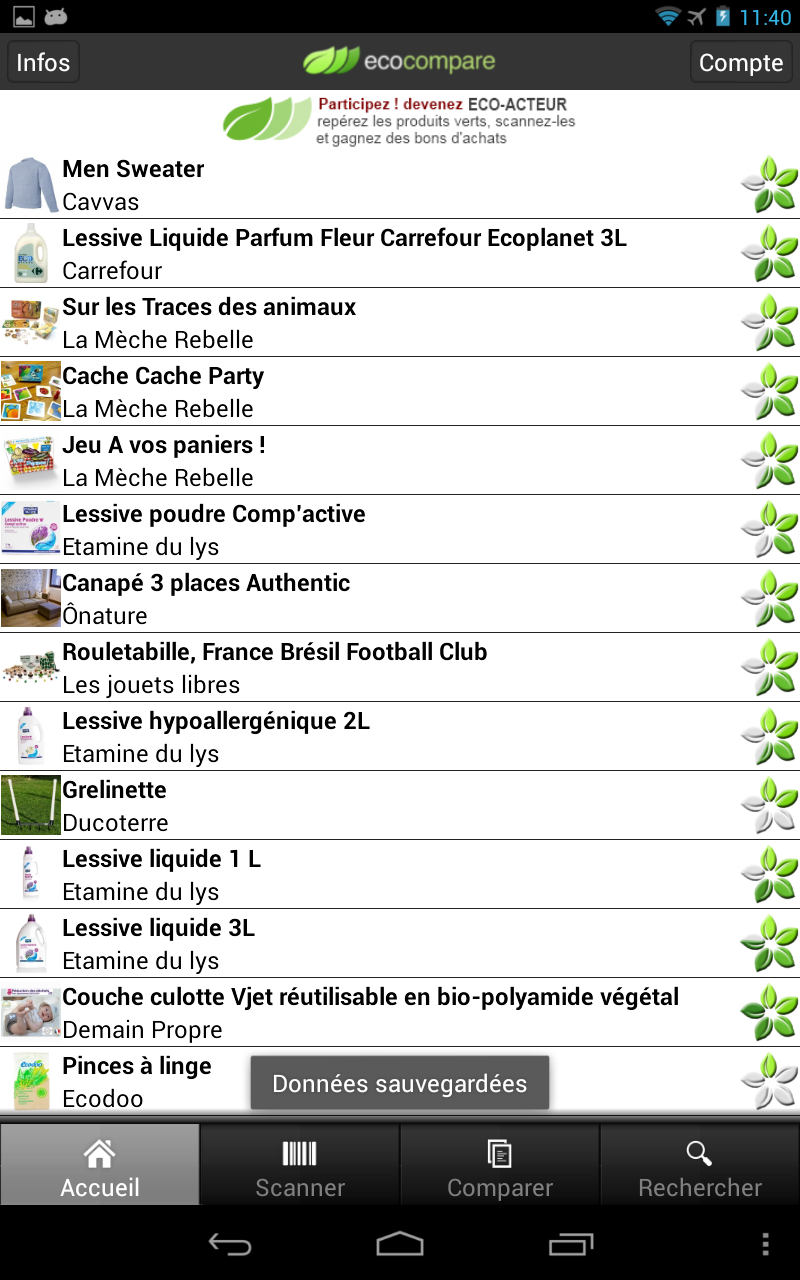 11:40
Infos
ecocompare
Compte
Participez ! devenez ECO-ACTEUR
repérez les produits verts, scannez-les
et gagnez des bons d'achats
Men Sweater
Cavvas
Lessive Liquide Parfum Fleur Carrefour Ecoplanet 3L
Carrefour
Sur les Traces des animaux
La Mèche Rebelle
Cache Cache Party
La Mèche Rebelle
Jeu A vos paniers !
La Mèche Rebelle
Lessive poudre Comp'active
Etamine du lys
Canapé 3 places Authentic
Ônature
Rouletabille, France Brésil Football Club
Les jouets libres
Lessive hypoallergénique 2L
Etamine du lys
Grelinette
Ducoterre
Lessive liquide 1 L
Etamine du lys
Lessive liquide 3L
Etamine du lys
Couche culotte Vjet réutilisable en bio-polyamide végétal
Demain Propre
Pinces à linge
Ecodoo
Données sauvegardées
Accueil
Scanner
Comparer
Rechercher